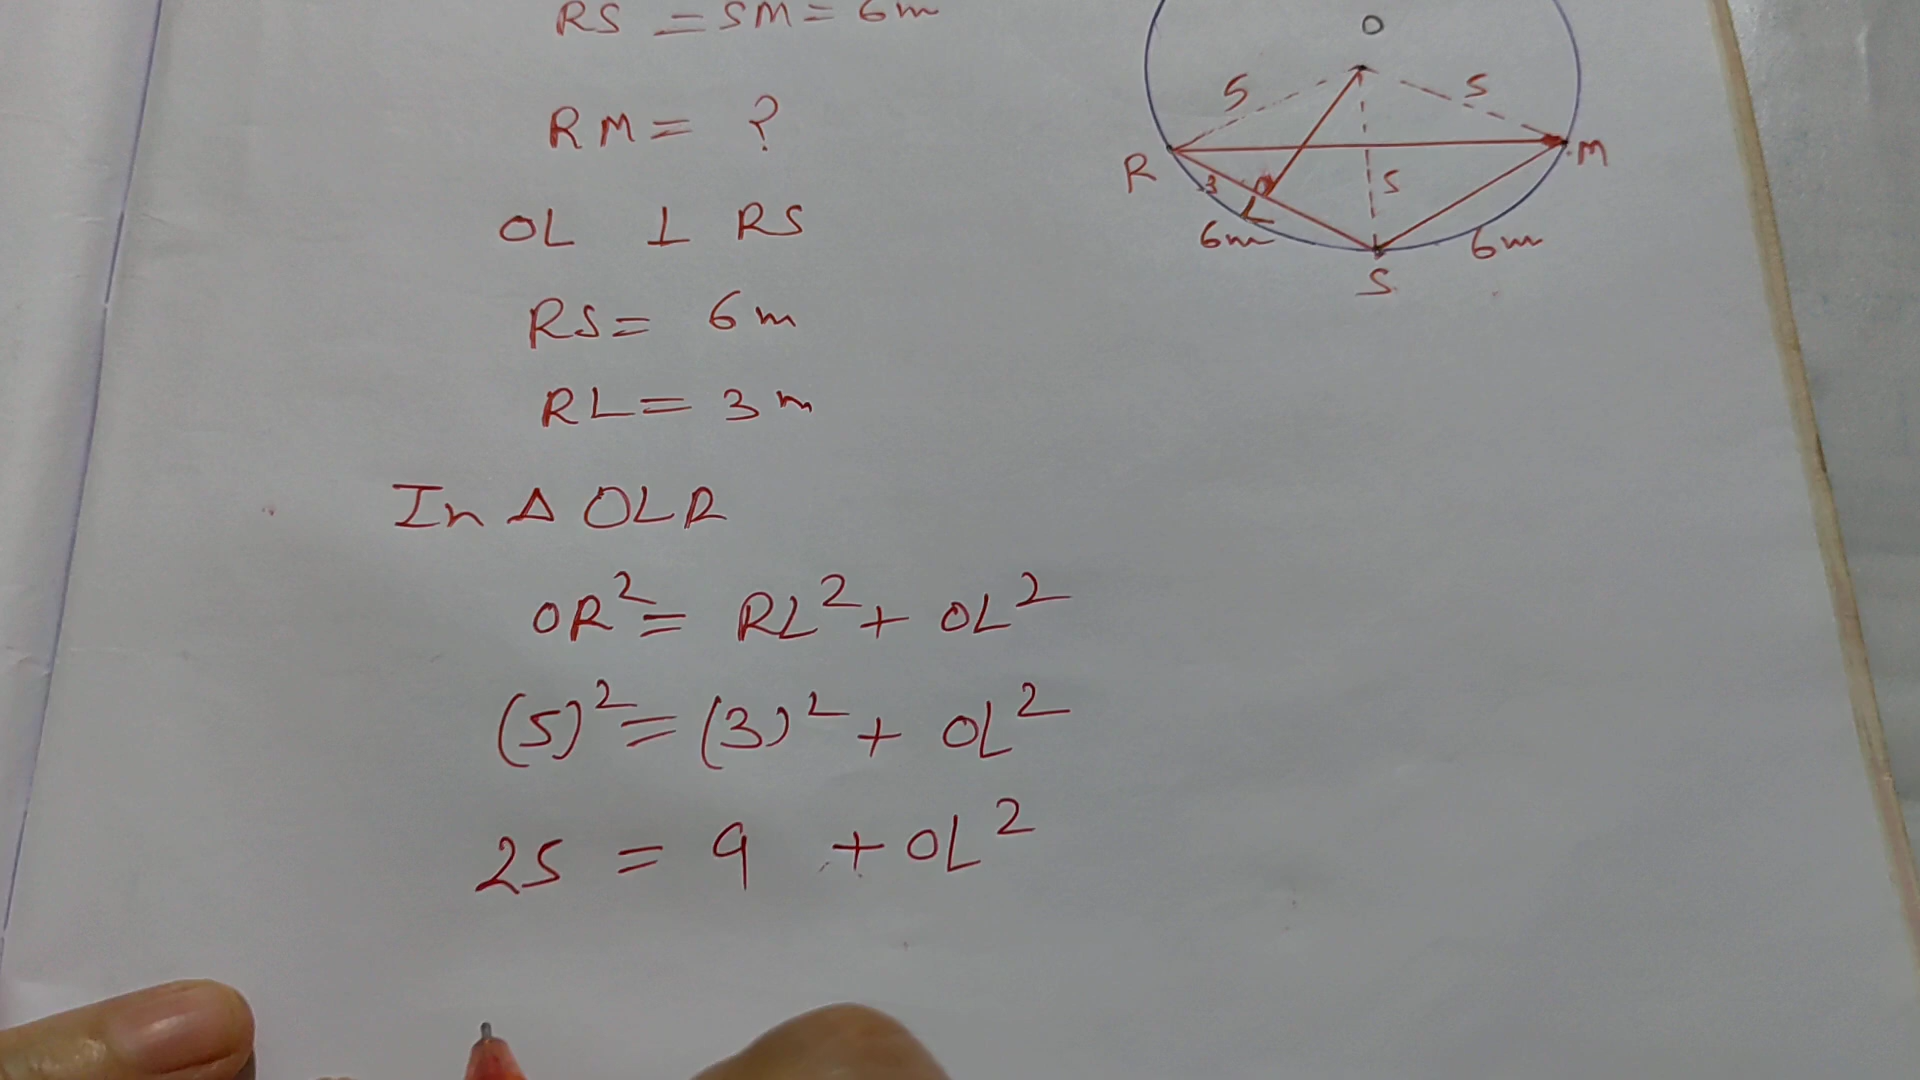 RS = SM = 6m
RM = ?
OL ⊥ RS
RS = 6m
RL = 3m
In Δ OLR
OR² = RL² + OL²
(5)² = (3)² + OL²
25 = 9 + OL²
O
5 5
R M
3 5
L
6m 6m
S